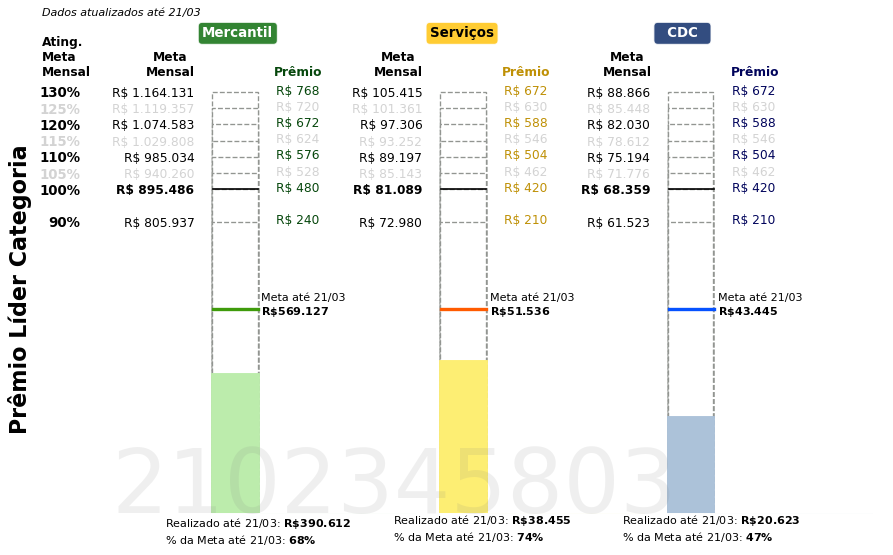 Dados atualizados até 21/03
Mercantil Serviços CDC
Ating. Meta Mensal
Meta Mensal Prêmio Meta Mensal Prêmio Meta Mensal Prêmio
130% R$ 1.164.131 R$ 768 R$ 105.415 R$ 672 R$ 88.866 R$ 672
125% R$ 1.119.357 R$ 720 R$ 101.361 R$ 630 R$ 85.448 R$ 630
120% R$ 1.074.583 R$ 672 R$ 97.306 R$ 588 R$ 82.030 R$ 588
115% R$ 1.029.808 R$ 624 R$ 93.252 R$ 546 R$ 78.612 R$ 546
110% R$ 985.034 R$ 576 R$ 89.197 R$ 504 R$ 75.194 R$ 504
105% R$ 940.260 R$ 528 R$ 85.143 R$ 462 R$ 71.776 R$ 462
100% R$ 895.486 R$ 480 R$ 81.089 R$ 420 R$ 68.359 R$ 420
90% R$ 805.937 R$ 240 R$ 72.980 R$ 210 R$ 61.523 R$ 210
Prêmio Líder Categoria
Meta até 21/03 Meta até 21/03 Meta até 21/03
R$569.127 R$51.536 R$43.445
2102345803
Realizado até 21/03: R$390.612 Realizado até 21/03: R$38.455 Realizado até 21/03: R$20.623
% da Meta até 21/03: 68% % da Meta até 21/03: 74% % da Meta até 21/03: 47%